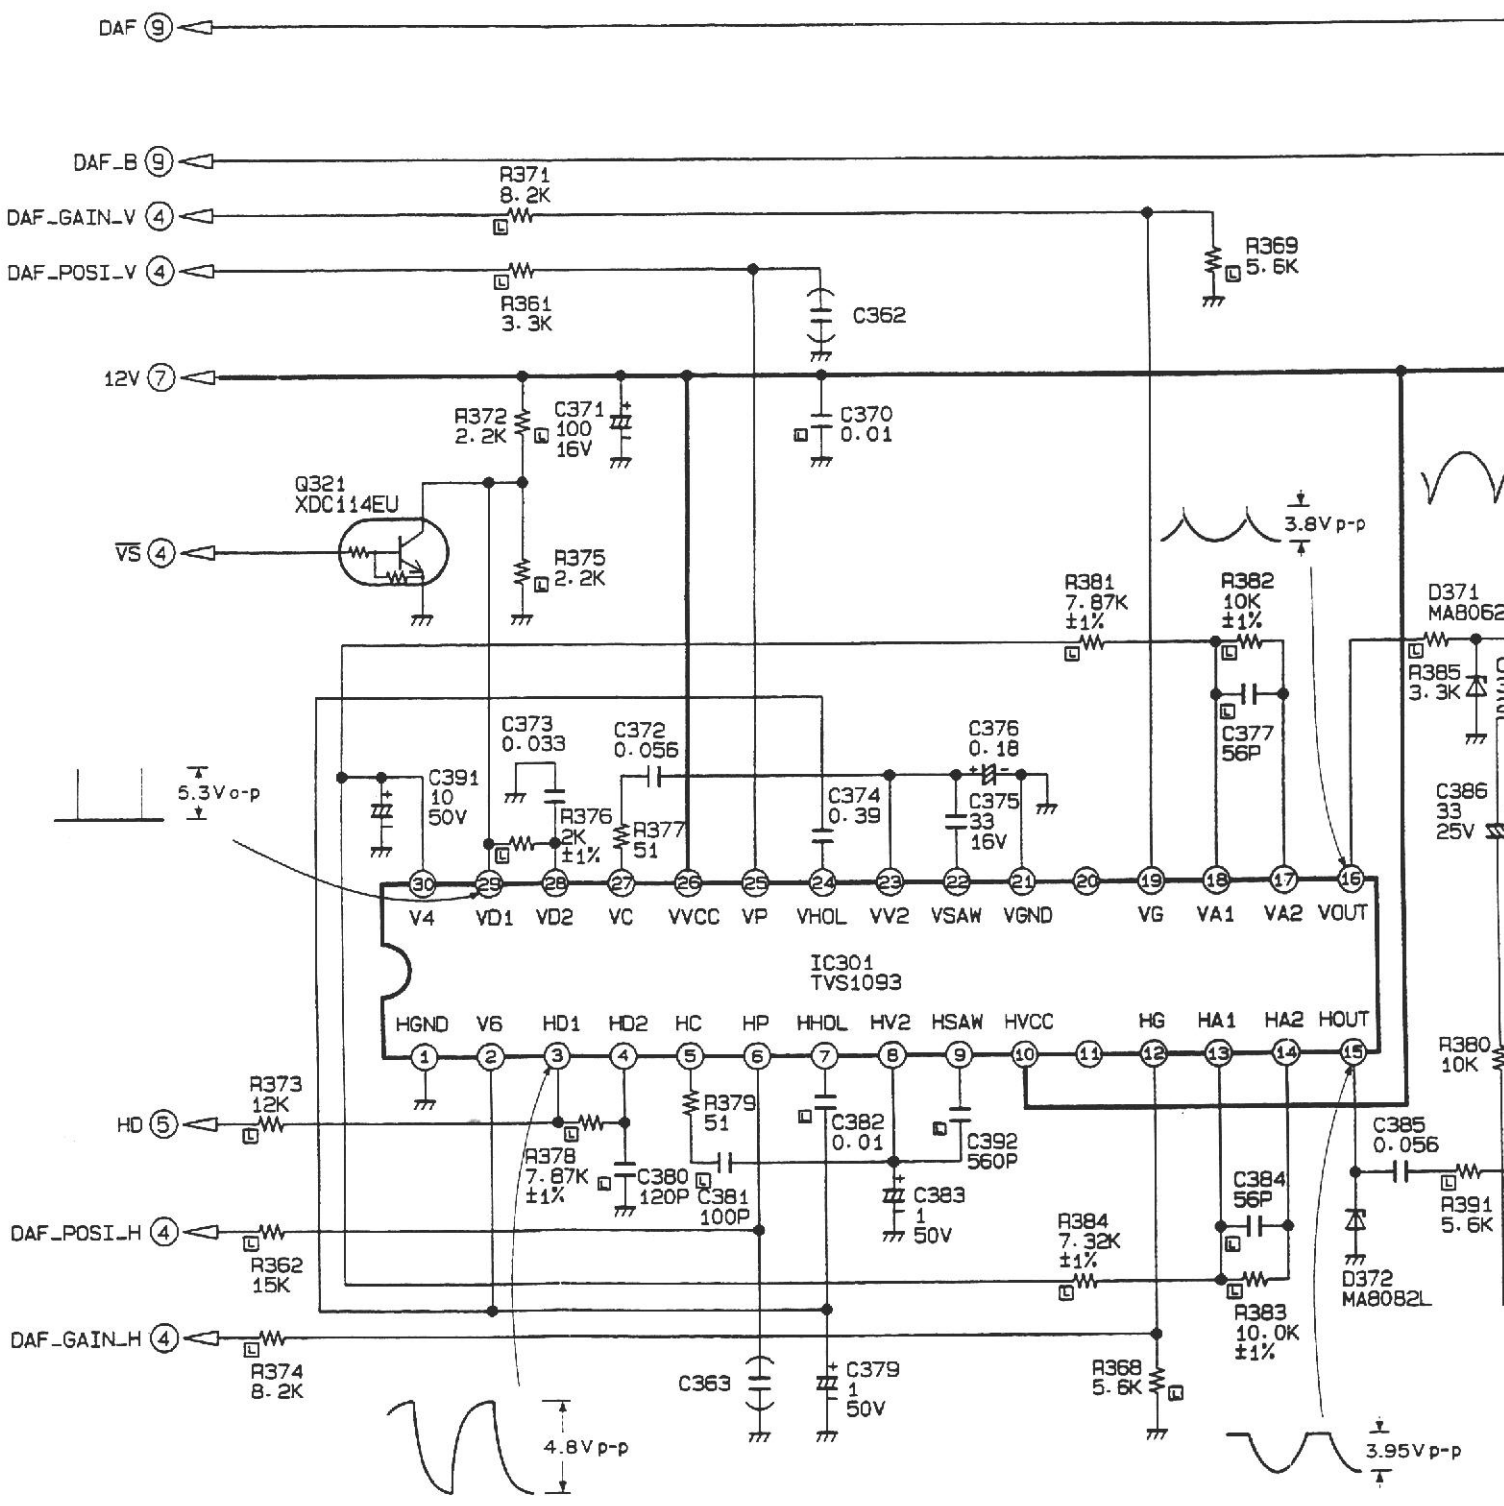 DAF 9
DAF_B 9
R371
8.2K
L
DAF_GAIN_V 4
R369
5.6K
L
DAF_POSI_V 4
L
R361
3.3K
C362
12V 7
R372
2.2K
L
C371
100
16V
+
-
C370
0.01
L
Q321
XDC114EU
VS 4
R375
2.2K
L
3.8Vp-p
R381
7.87K
±1%
L
R382
10K
±1%
L
D371
MA8062
L
R385
3.3K
C377
56P
L
C373
0.033
C372
0.056
C376
0.18
+
-
5.3Vo-p
C391
10
50V
+
-
R376
2K
±1%
L
R377
51
C374
0.39
C375
33
16V
C386
33
25V
30 29 28 27 26 25 24 23 22 21 20 19 18 17 16
V4 VD1 VD2 VC VVCC VP VHOL VV2 VSAW VGND VG VA1 VA2 VOUT
IC301
TVS1093
HGND V6 HD1 HD2 HC HP HHOL HV2 HSAW HVCC HG HA1 HA2 HOUT
1 2 3 4 5 6 7 8 9 10 11 12 13 14 15
R380
10K
R373
12K
L
HD 5
R378
7.87K
±1%
L
C380
120P
L
R379
51
C381
100P
L
C382
0.01
L
C392
560P
L
C383
1
50V
+
-
C385
0.056
R391
5.6K
L
C384
56P
L
DAF_POSI_H 4
L
R362
15K
R384
7.32K
±1%
L
L
R383
10.0K
±1%
D372
MA8082L
DAF_GAIN_H 4
L
R374
8.2K
C363
C379
1
50V
+
-
R368
5.6K
L
4.8Vp-p
3.95Vp-p